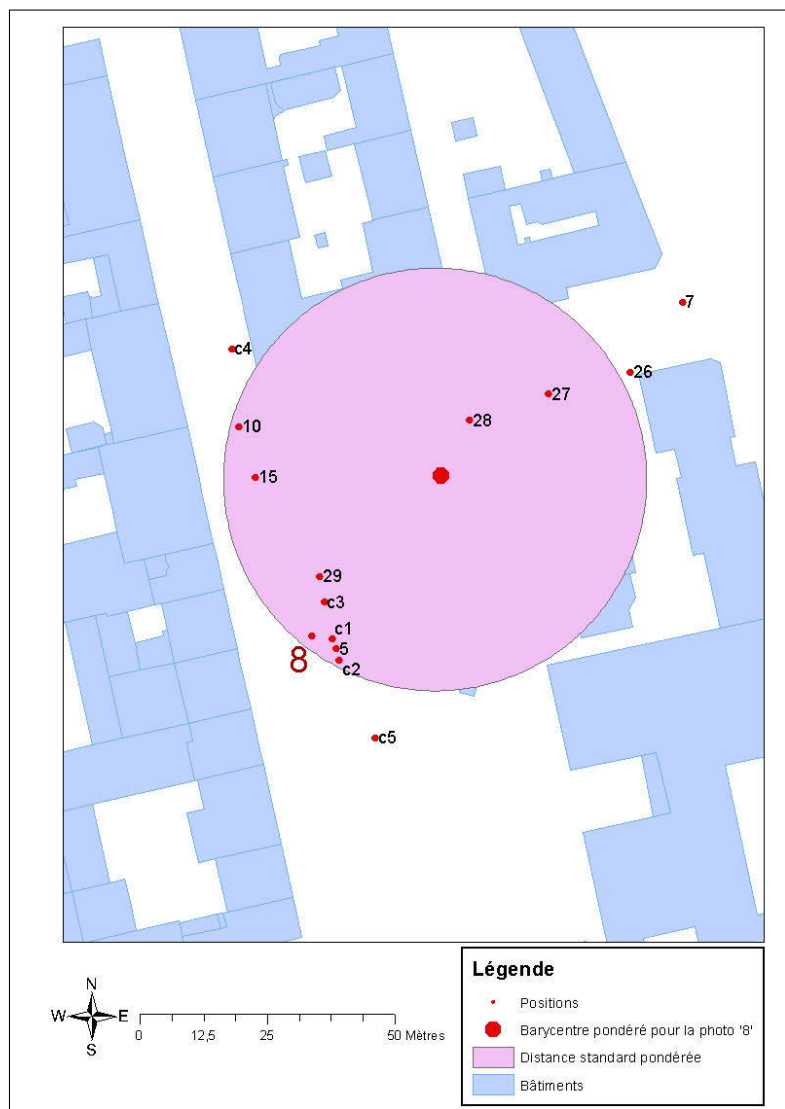 7
c4
26
27
28
10
15
29
c3
c1
8
5
c2
c5
N
W E
S
0 12,5 25 50 Mètres
Légende
Positions
Barycentre pondéré pour la photo '8'
Distance standard pondérée
Bâtiments